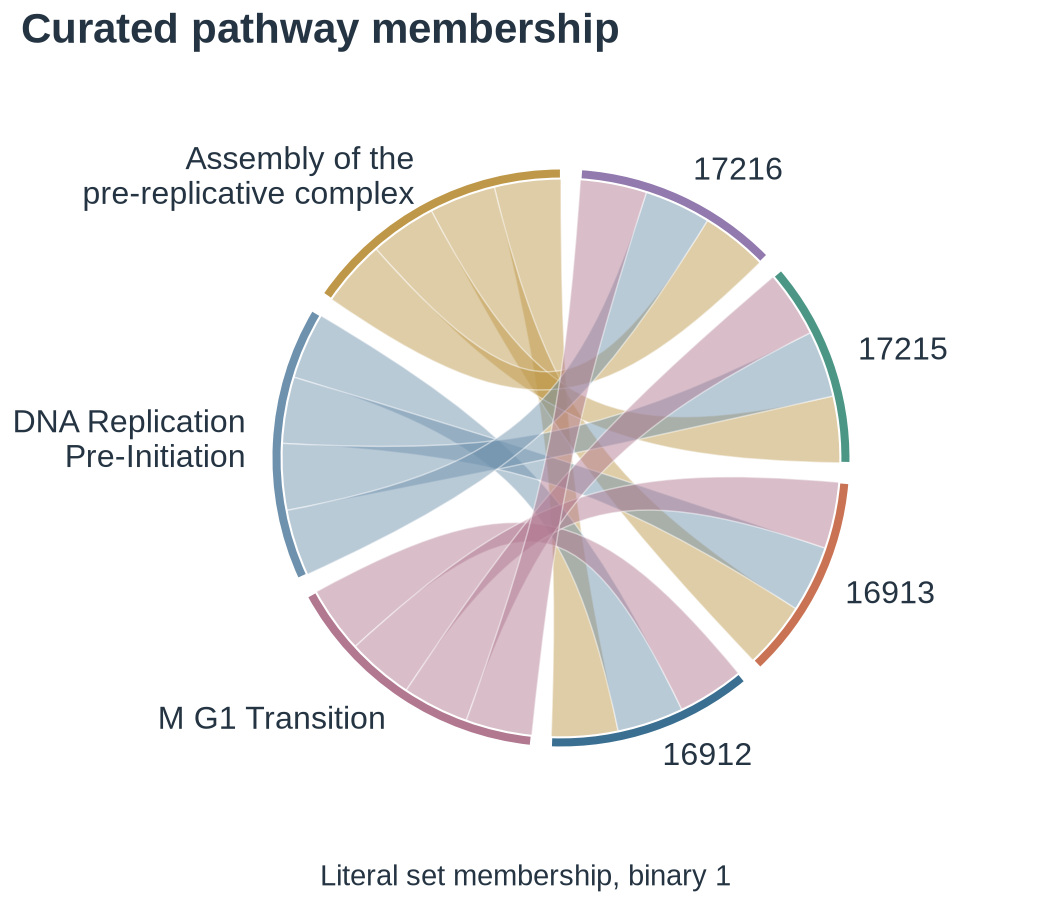 Curated pathway membership
Assembly of the
pre-replicative complex
17216
17215
DNA Replication
Pre-Initiation
16913
M G1 Transition
16912
Literal set membership, binary 1